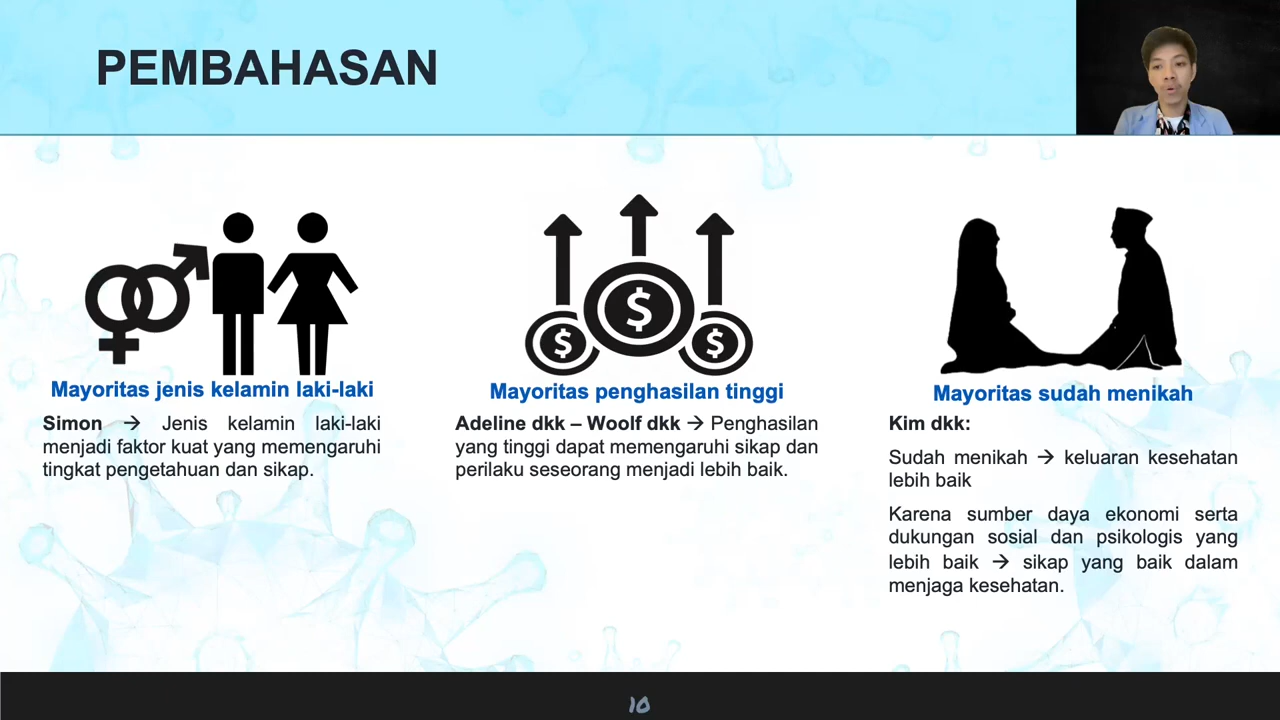 PEMBAHASAN
Mayoritas jenis kelamin laki-laki
Simon → Jenis kelamin laki-laki
menjadi faktor kuat yang memengaruhi
tingkat pengetahuan dan sikap.
Mayoritas penghasilan tinggi
Adeline dkk – Woolf dkk → Penghasilan
yang tinggi dapat memengaruhi sikap dan
perilaku seseorang menjadi lebih baik.
Mayoritas sudah menikah
Kim dkk:
Sudah menikah → keluaran kesehatan
lebih baik
Karena sumber daya ekonomi serta
dukungan sosial dan psikologis yang
lebih baik → sikap yang baik dalam
menjaga kesehatan.
10